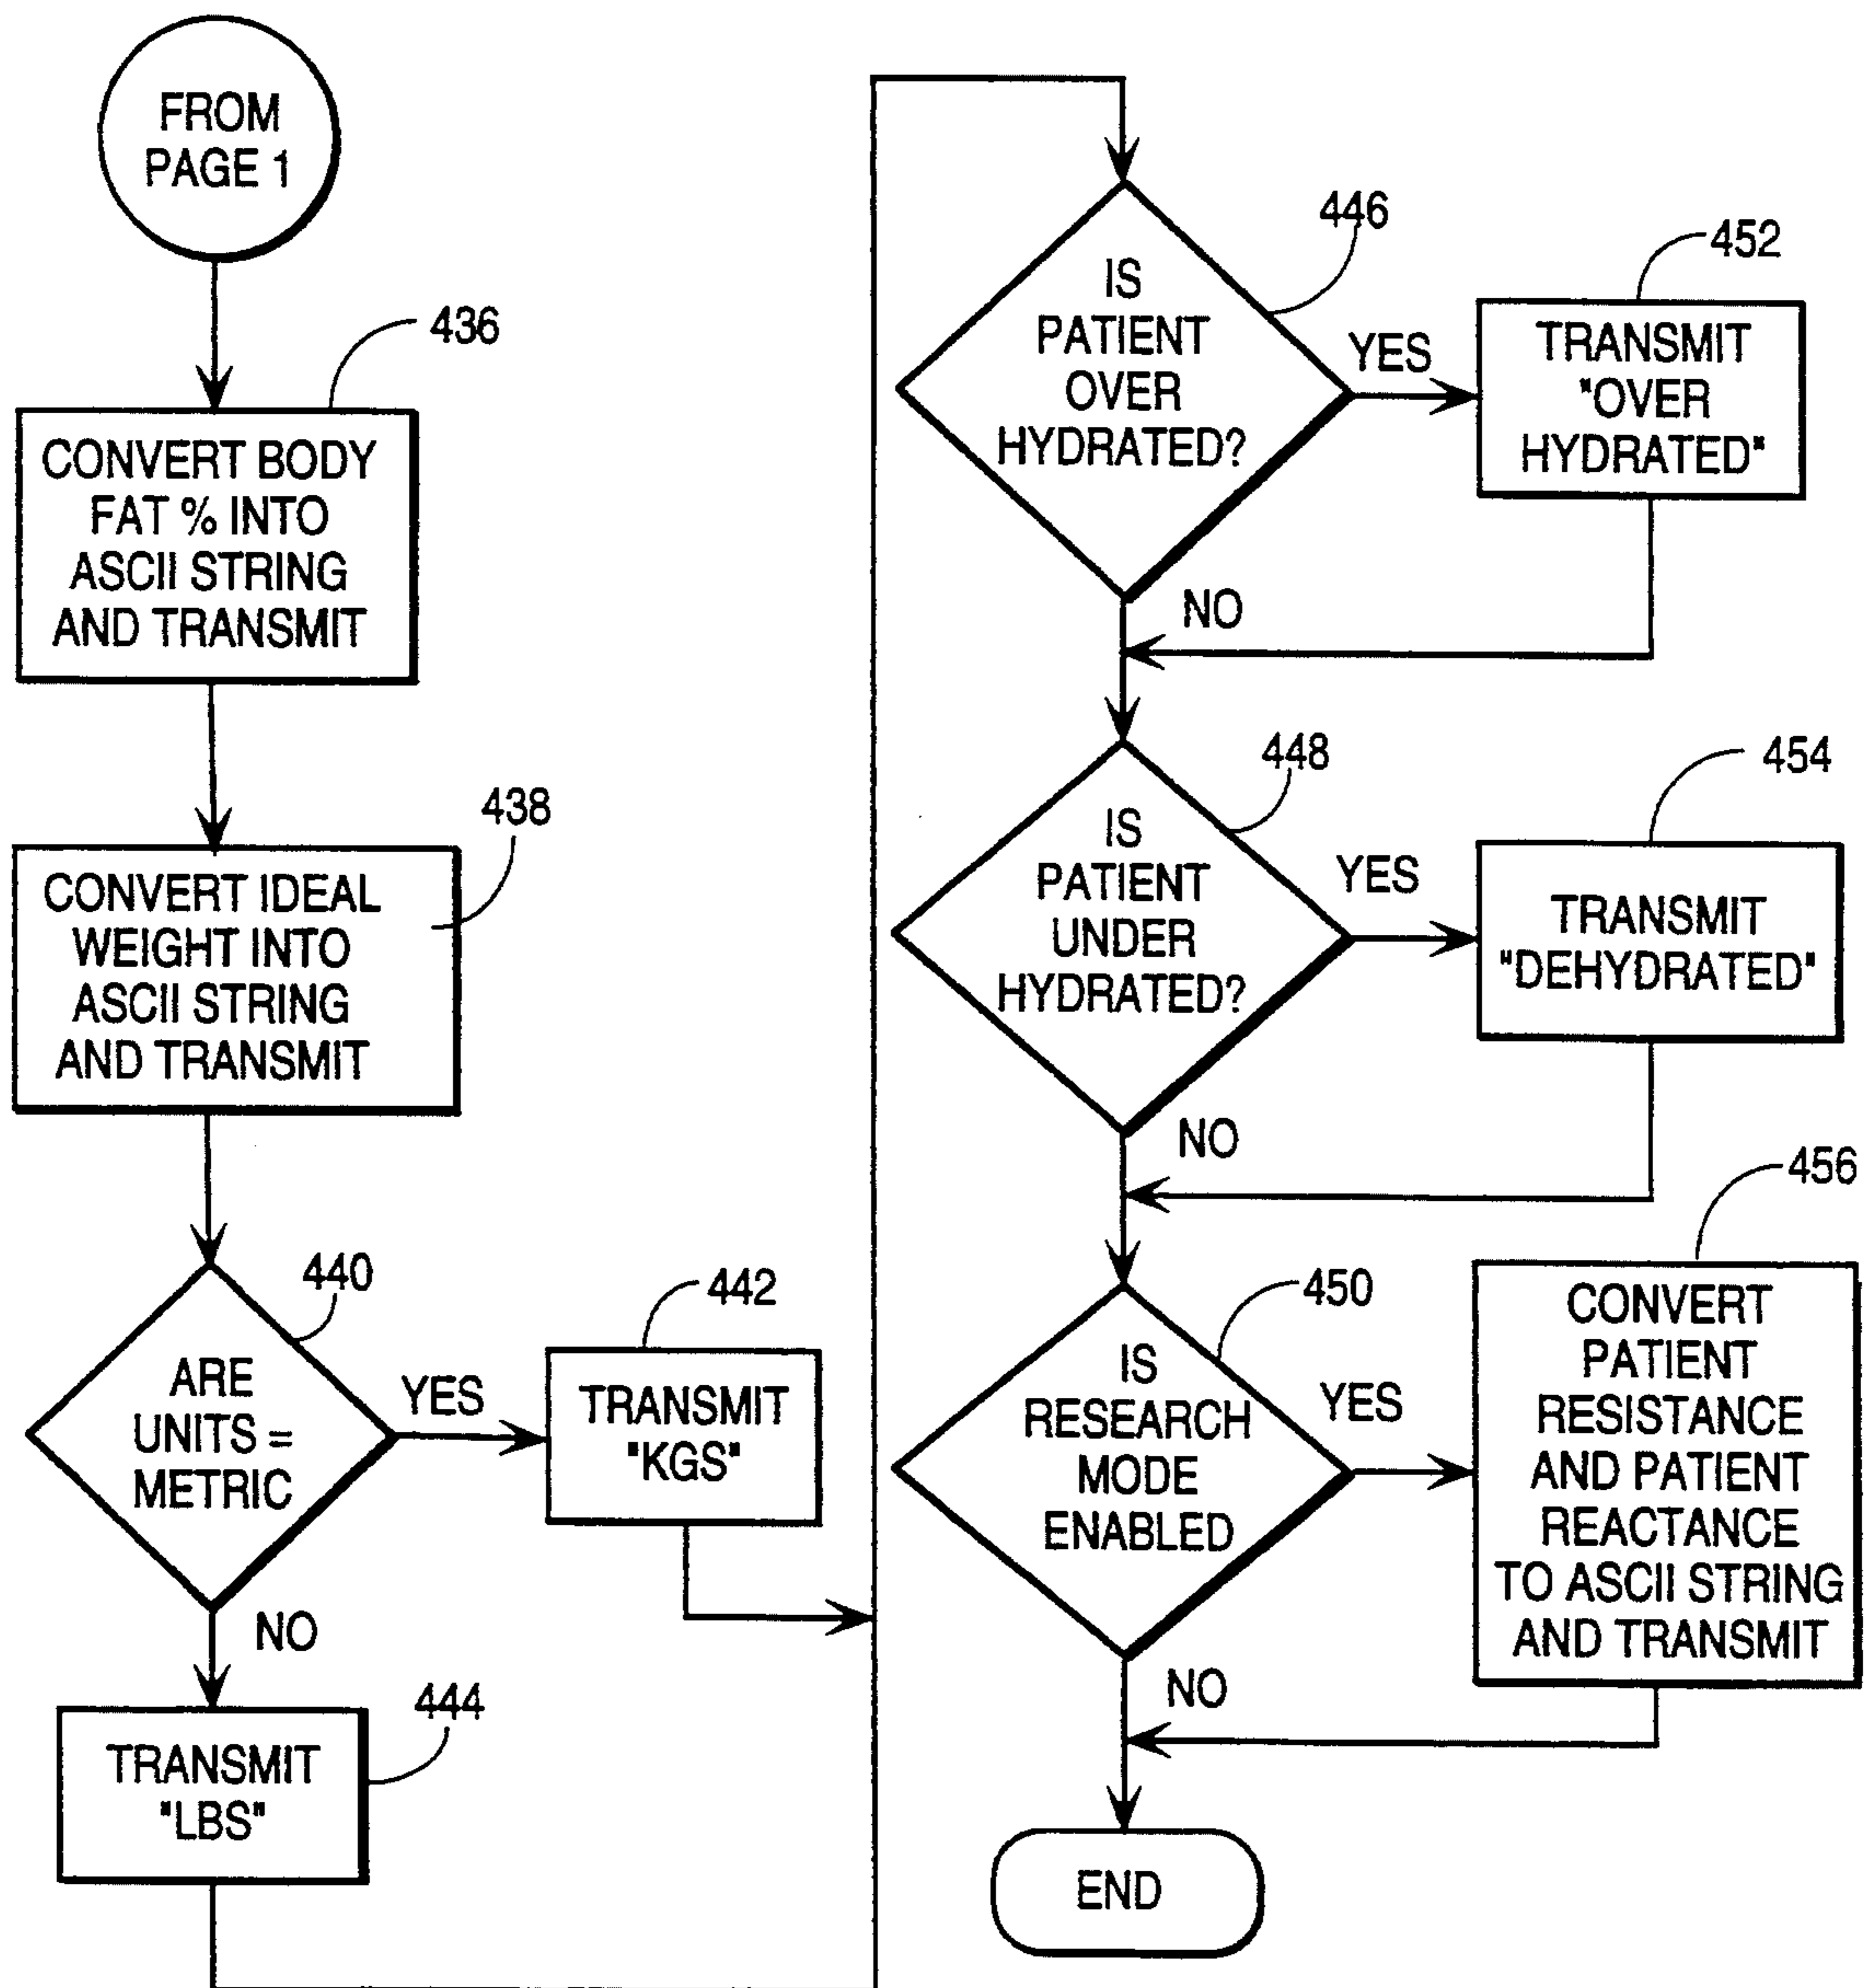 FROM
PAGE 1
436
CONVERT BODY
FAT % INTO
ASCII STRING
AND TRANSMIT
438
CONVERT IDEAL
WEIGHT INTO
ASCII STRING
AND TRANSMIT
440
ARE
UNITS =
METRIC
YES
442
TRANSMIT
"KGS"
NO
444
TRANSMIT
"LBS"
446
IS
PATIENT
OVER
HYDRATED?
YES
452
TRANSMIT
"OVER
HYDRATED"
NO
448
IS
PATIENT
UNDER
HYDRATED?
YES
454
TRANSMIT
"DEHYDRATED"
NO
450
IS
RESEARCH
MODE
ENABLED
YES
456
CONVERT
PATIENT
RESISTANCE
AND PATIENT
REACTANCE
TO ASCII STRING
AND TRANSMIT
NO
END